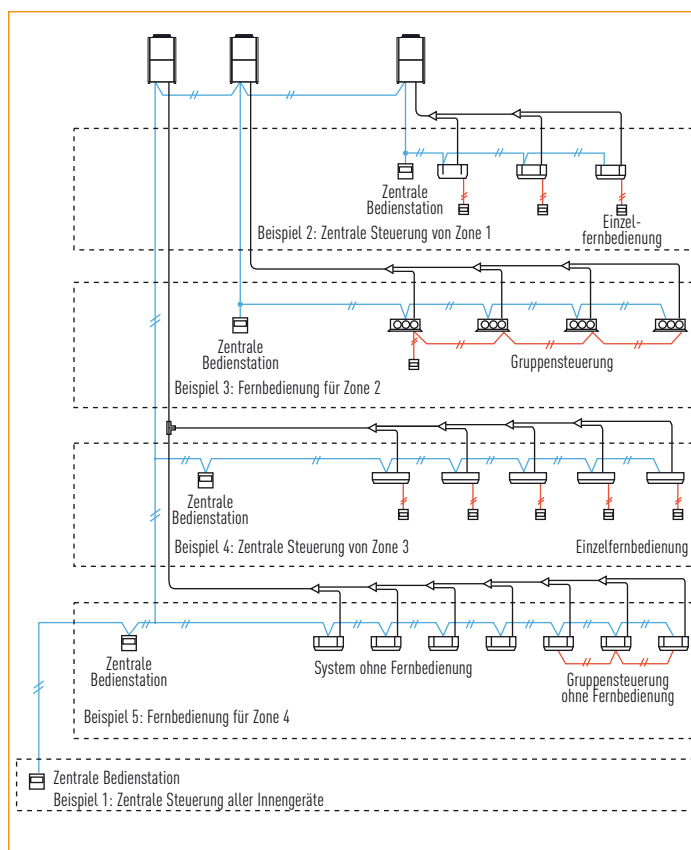 Zentrale
Bedienstation
Einzel-
fernbedienung
Beispiel 2: Zentrale Steuerung von Zone 1
Zentrale
Bedienstation
Gruppensteuerung
Beispiel 3: Fernbedienung für Zone 2
Zentrale
Bedienstation
Beispiel 4: Zentrale Steuerung von Zone 3
Einzelfernbedienung
Zentrale
Bedienstation
System ohne Fernbedienung
Gruppensteuerung
ohne Fernbedienung
Beispiel 5: Fernbedienung für Zone 4
Zentrale Bedienstation
Beispiel 1: Zentrale Steuerung aller Innengeräte